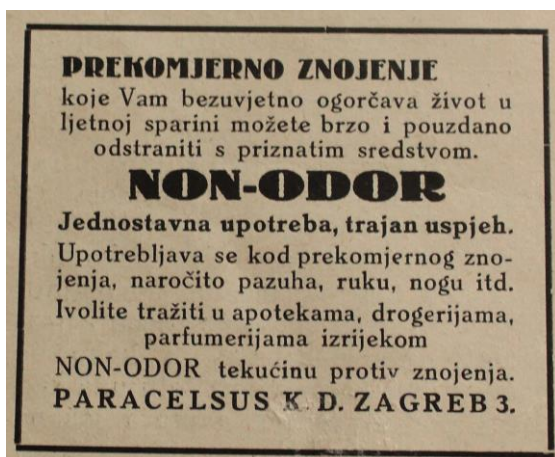 PREKOMJERNO ZNOJENJE
koje Vam bezuvjetno ogorčava život u
ljetnoj sparini možete brzo i pouzdano
odstraniti s priznatim sredstvom.
NON-ODOR
Jednostavna upotreba, trajan uspjeh.
Upotrebljava se kod prekomjernog zno-
jenja, naročito pazuha, ruku, nogu itd.
Ivolite tražiti u apotekama, drogerijama,
parfumerijama izrijekom
NON-ODOR tekućinu protiv znojenja.
PARACELSUS K. D. ZAGREB 3.